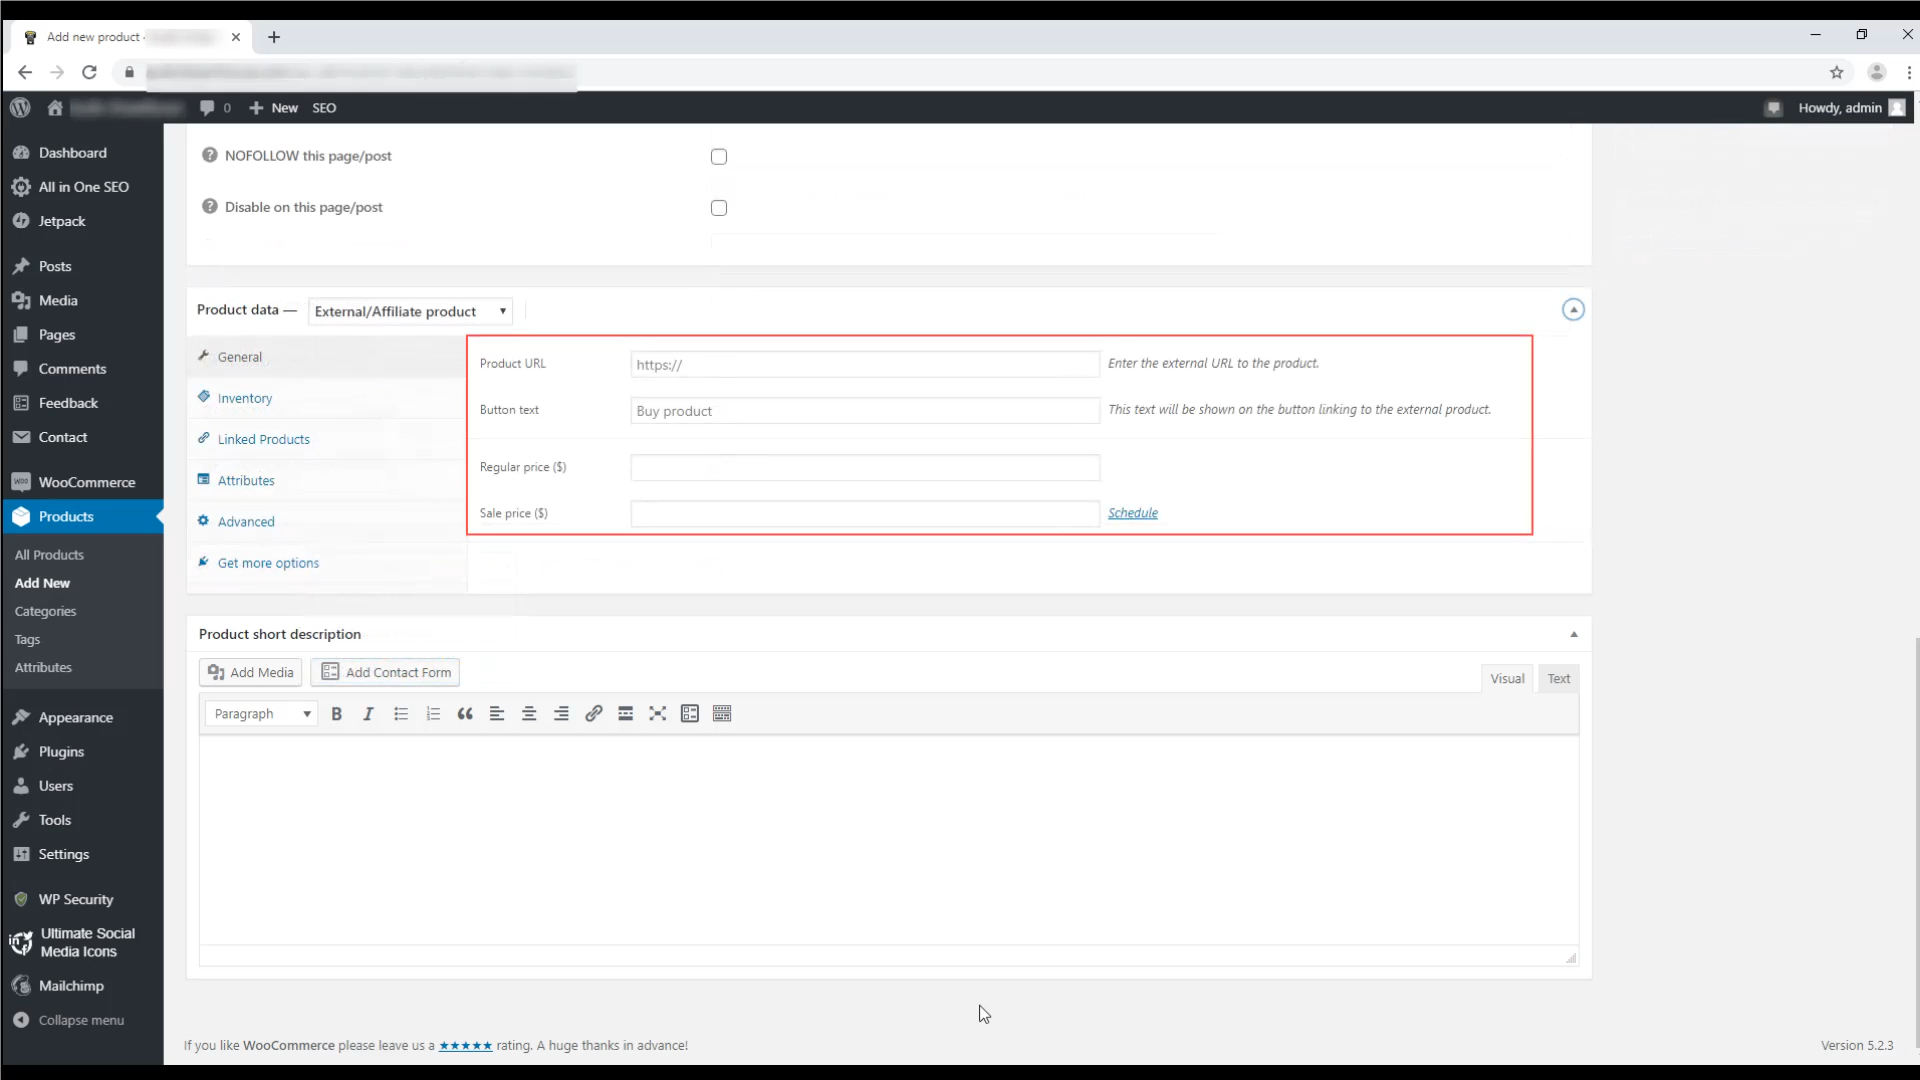 Add new product -
0
New
SEO
Howdy, admin
Dashboard
All in One SEO
Jetpack
Posts
Media
Pages
Comments
Feedback
Contact
WooCommerce
Products
All Products
Add New
Categories
Tags
Attributes
Appearance
Plugins
Users
Tools
Settings
WP Security
Ultimate Social
Media Icons
Mailchimp
Collapse menu
NOFOLLOW this page/post
Disable on this page/post
Product data —
External/Affiliate product
General
Inventory
Linked Products
Attributes
Advanced
Get more options
Product URL
https://
Enter the external URL to the product.
Button text
Buy product
This text will be shown on the button linking to the external product.
Regular price ($)
Sale price ($)
Schedule
Product short description
Add Media
Add Contact Form
Visual
Text
Paragraph
B
I
If you like WooCommerce please leave us a ★★★★★ rating. A huge thanks in advance!
Version 5.2.3